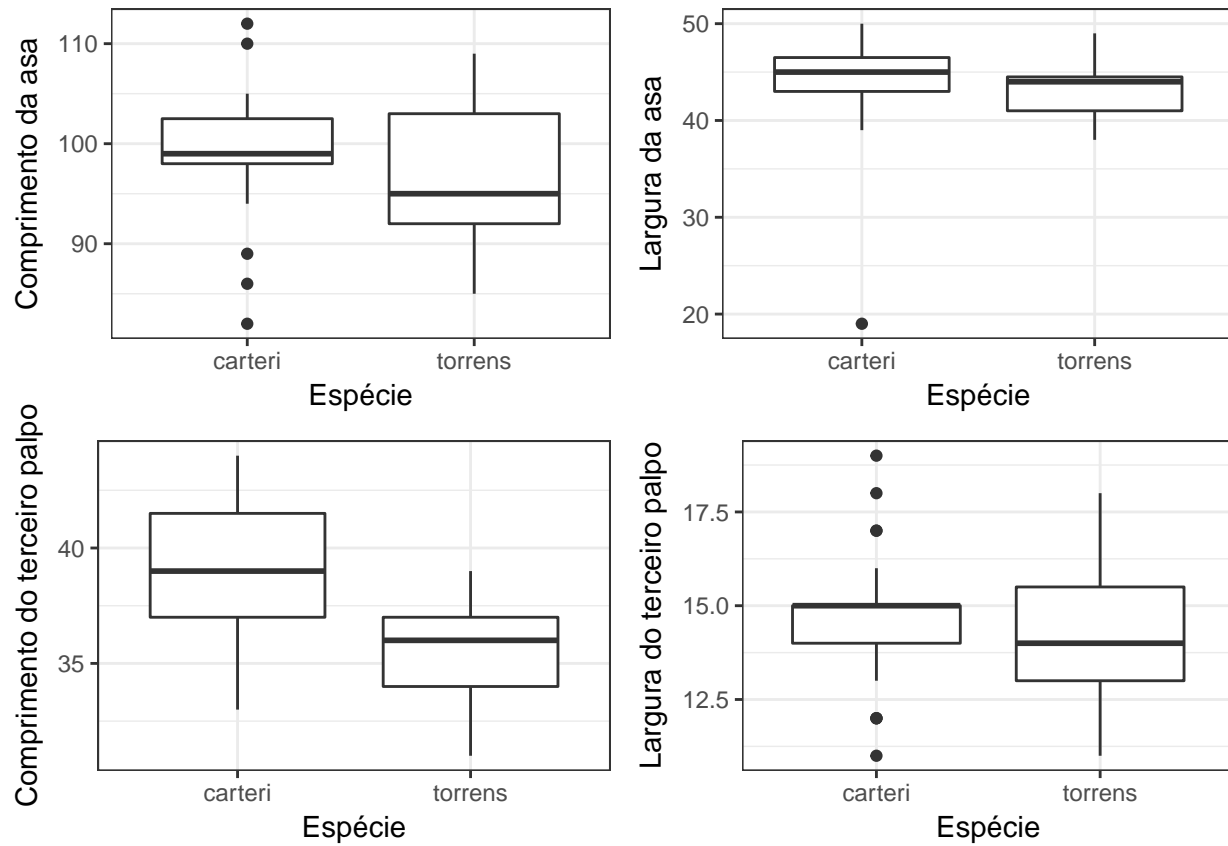 Comprimento da asa
110
100
90
carteri
torrens
Espécie
Largura da asa
50
40
30
20
carteri
torrens
Espécie
Comprimento do terceiro palpo
40
35
carteri
torrens
Espécie
Largura do terceiro palpo
17.5
15.0
12.5
carteri
torrens
Espécie